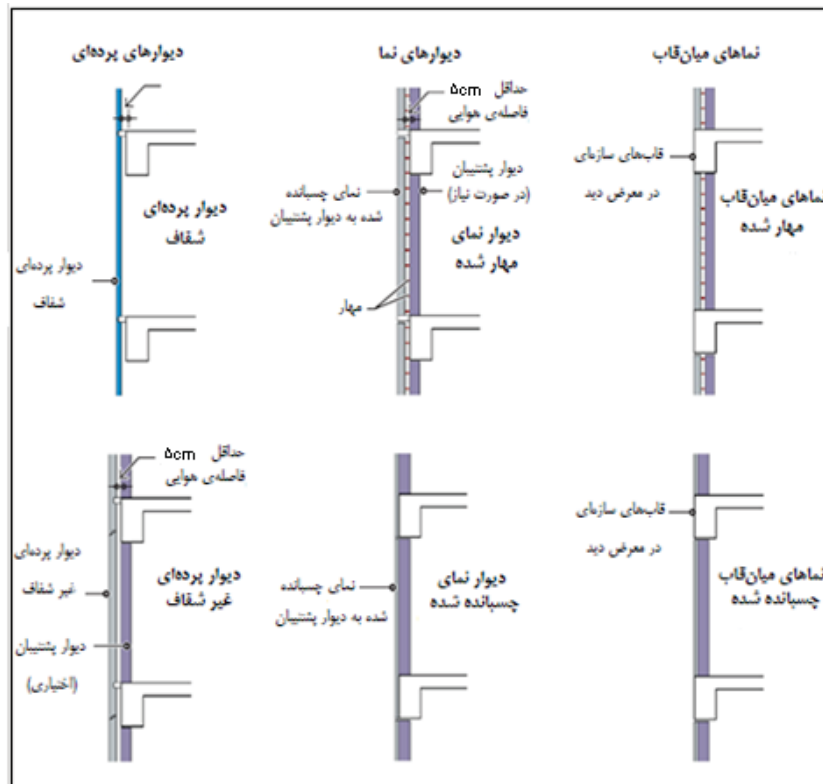 نماهای میان‌قاب
دیوارهای نما
دیوارهای پرده‌ای
قاب‌های سازه‌ای
در معرض دید
نماهای میان‌قاب
مهار شده
حداقل ۵cm
فاصله‌ی هوایی
دیوار پشتیبان
(در صورت نیاز)
نمای چسبانده
شده به دیوار پشتیبان
دیوار نمای
مهار شده
مهار
دیوار پرده‌ای
شفاف
دیوار پرده‌ای
شفاف
قاب‌های سازه‌ای
در معرض دید
نماهای میان‌قاب
چسبانده شده
نمای چسبانده
شده به دیوار پشتیبان
دیوار نمای
چسبانده شده
حداقل ۵cm
فاصله‌ی هوایی
دیوار پرده‌ای
غیر شفاف
دیوار پرده‌ای
غیر شفاف
دیوار پشتیبان
(اختیاری)